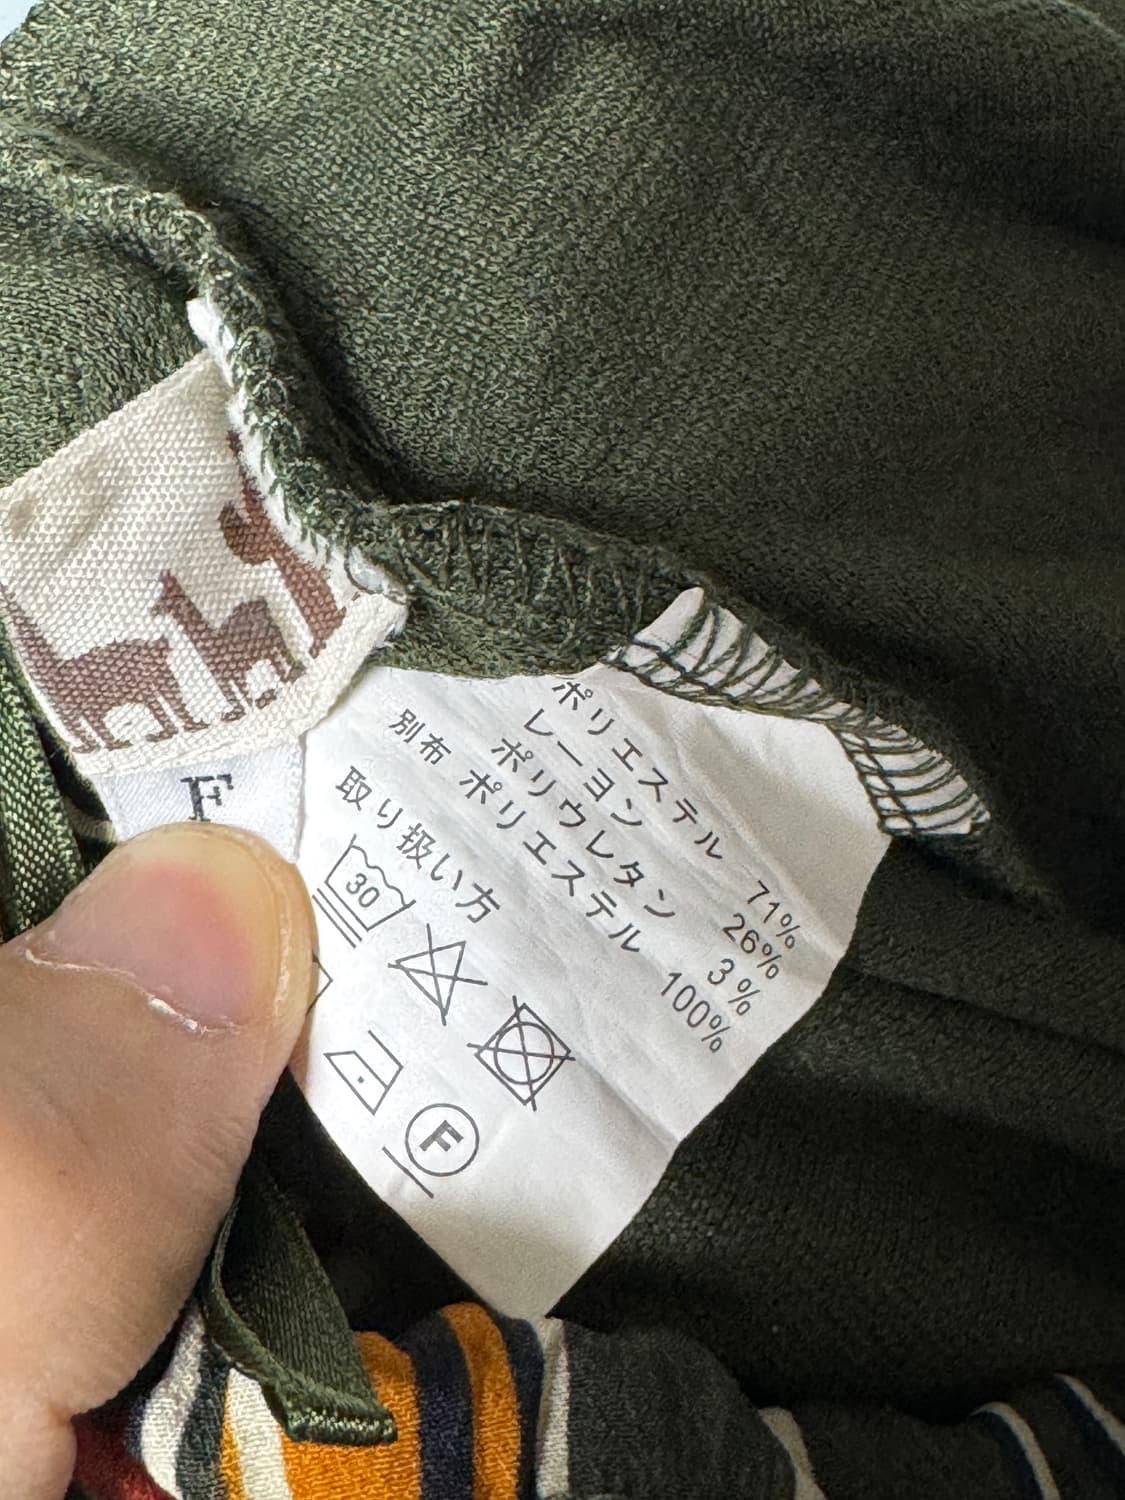 F
ポリエステル 71%
レーヨン 26%
ポリウレタン 3%
別布 ポリエステル 100%
取り扱い方
30
F